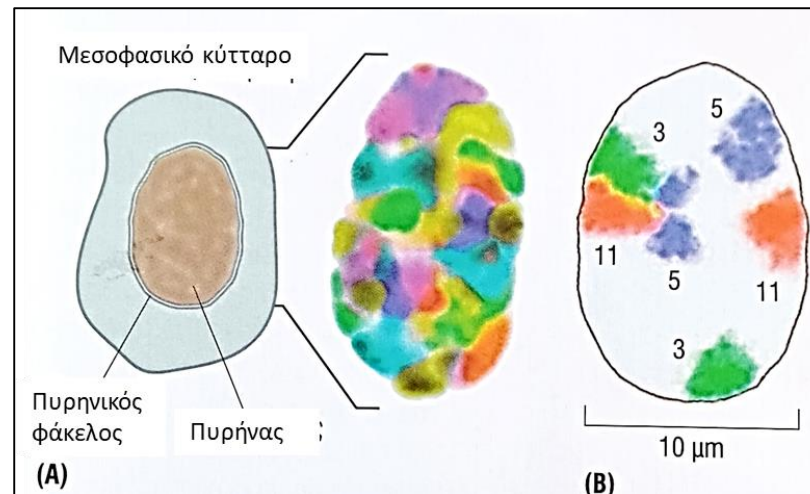 Μεσοφασικό κύτταρο
Πυρηνικός
φάκελος
Πυρήνας
(A)
3
5
11
5
11
3
10 μm
(B)